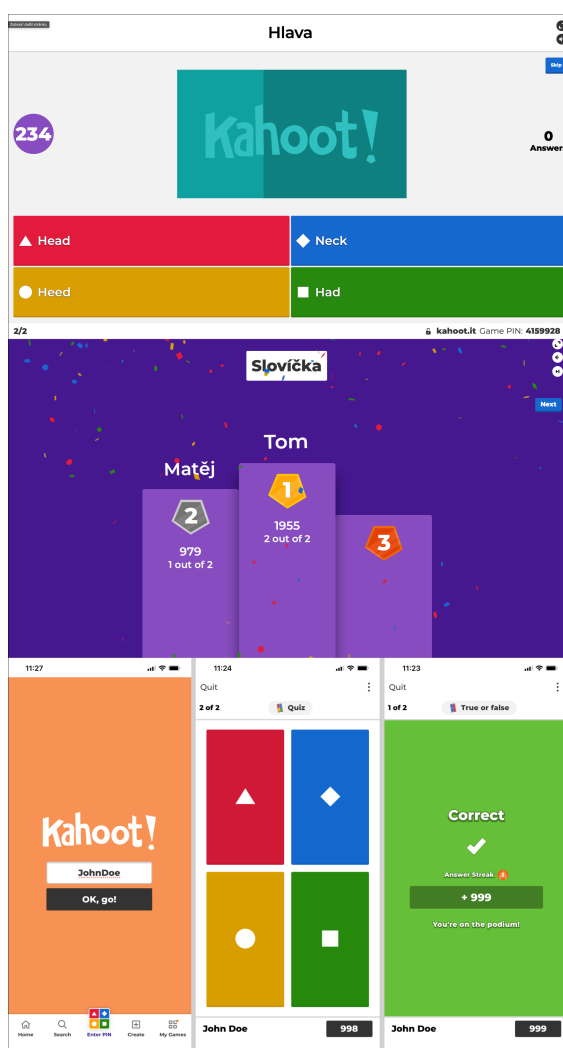 Zobrazit další stránku
Hlava
Skip
234
Kahoot!
0
Answer
Head
Neck
Heed
Had
2/2
kahoot.it Game PIN: 4159928
Slovíčka
Next
Tom
Matěj
1
2
1955
2 out of 2
3
979
1 out of 2
11:27
Kahoot!
JohnDoe
OK, go!
Home
Search
Enter PIN
Create
My Games
11:24
Quit
2 of 2
Quiz
John Doe
998
11:23
Quit
1 of 2
True or false
Correct
Answer Streak
+ 999
You're on the podium!
John Doe
999